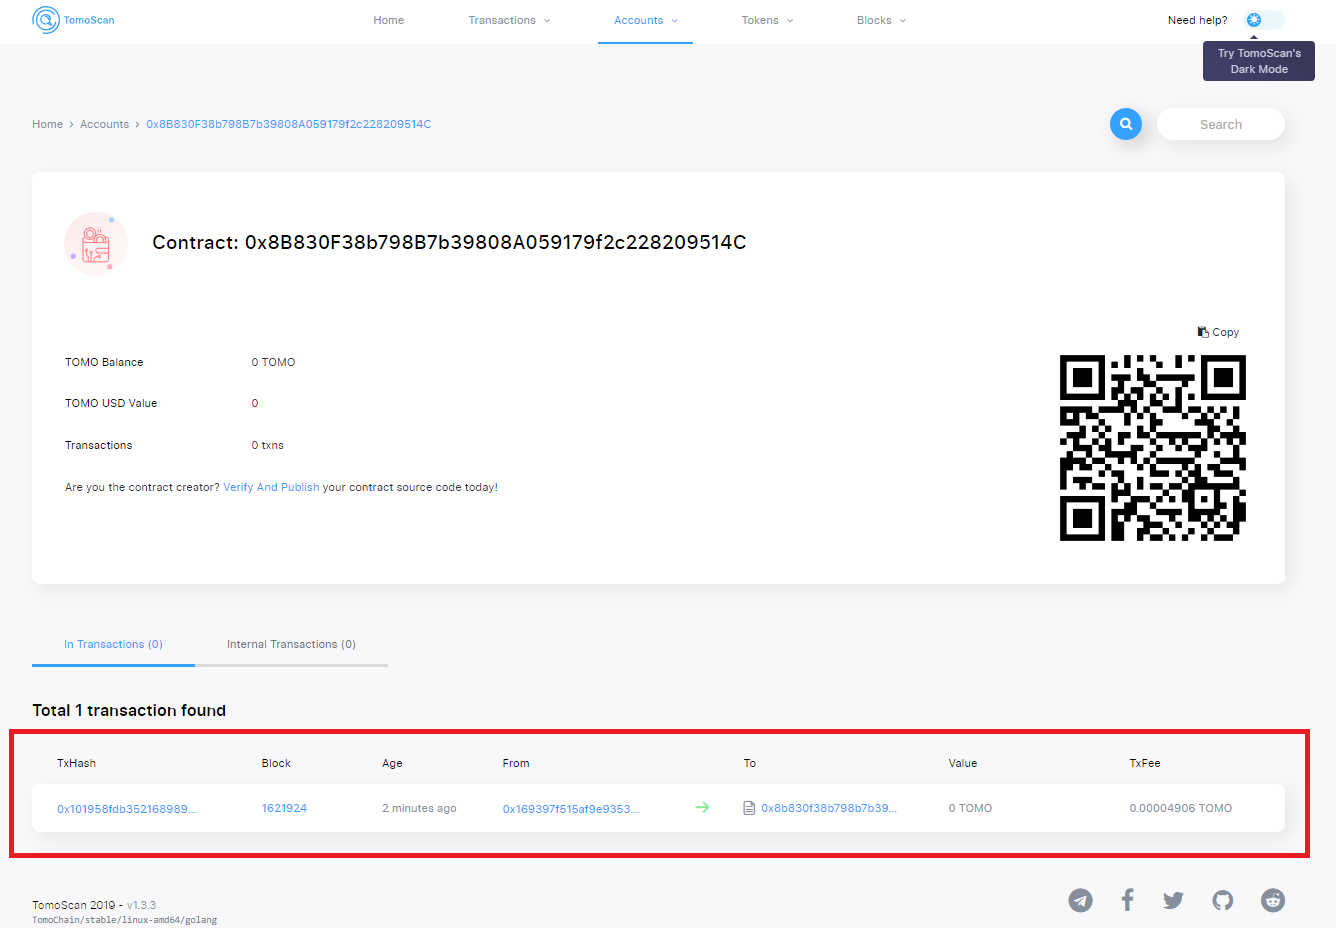 TomoScan
Home
Transactions
Accounts
Tokens
Blocks
Need help?
Try TomoScan's
Dark Mode
Home > Accounts > 0x8B830F38b798B7b39808A059179f2c228209514C
Search
Contract: 0x8B830F38b798B7b39808A059179f2c228209514C
Copy
TOMO Balance 0 TOMO
TOMO USD Value 0
Transactions 0 txns
Are you the contract creator? Verify And Publish your contract source code today!
In Transactions (0)
Internal Transactions (0)
Total 1 transaction found
TxHash Block Age From To Value TxFee
0x101958fdb352168989... 1621924 2 minutes ago 0x169397f515af9e9353... 0x8b830f38b798b7b39... 0 TOMO 0.00004906 TOMO
TomoScan 2019 - v1.3.3
TomoChain/stable/linux-amd64/golang